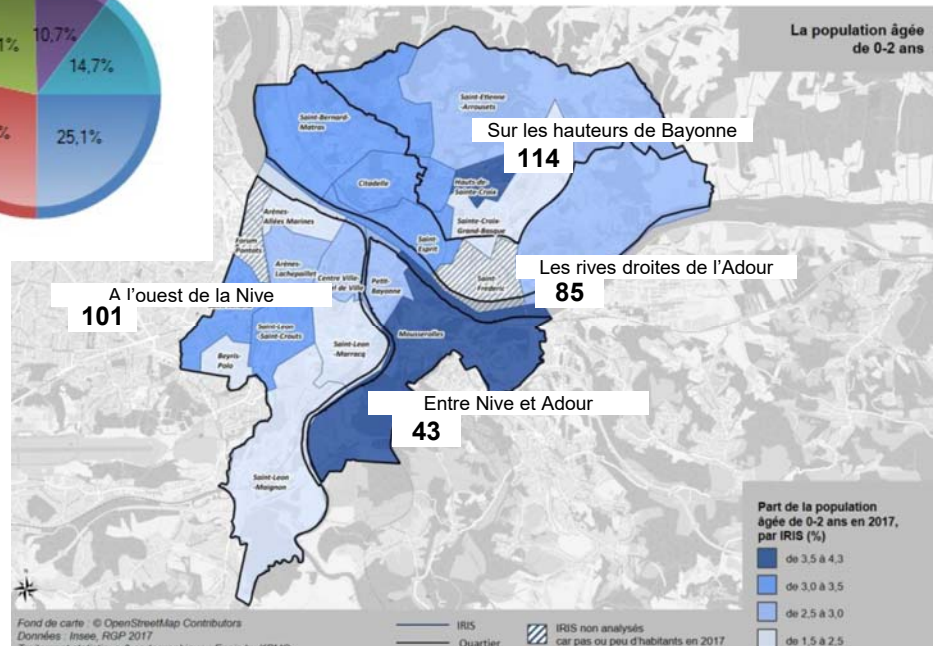 1%
10,7%
14,7%
%
25,1%
La population âgée
de 0-2 ans
Saint-Etienne
-Arrousets
Saint-Bernard-
Matras
Sur les hauteurs de Bayonne
114
Citadelle
Hauts-de-
Sainte-Croix
Arènes-
Allées Marines
Sainte-Croix-
Grand-Basque
Saint-
Esprit
Arènes-
Lachepaillet
Centre Ville-
Petit-
Bayonne
Saint
Frédéric
Les rives droites de l'Adour
85
A l'ouest de la Nive
101
Saint-Leon
-Saint-Crouts
Mousserolles
Saint-Leon
-Marracq
Beyris-
Polo
Entre Nive et Adour
43
Saint-Leon
-Maignon
Part de la population
âgée de 0-2 ans en 2017,
par IRIS (%)
de 3,5 à 4,3
de 3,0 à 3,5
de 2,5 à 3,0
de 1,5 à 2,5
Fond de carte : © OpenStreetMap Contributors
Données : Insee, RGP 2017
IRIS
Quartier
IRIS non analysés
car pas ou peu d'habitants en 2017